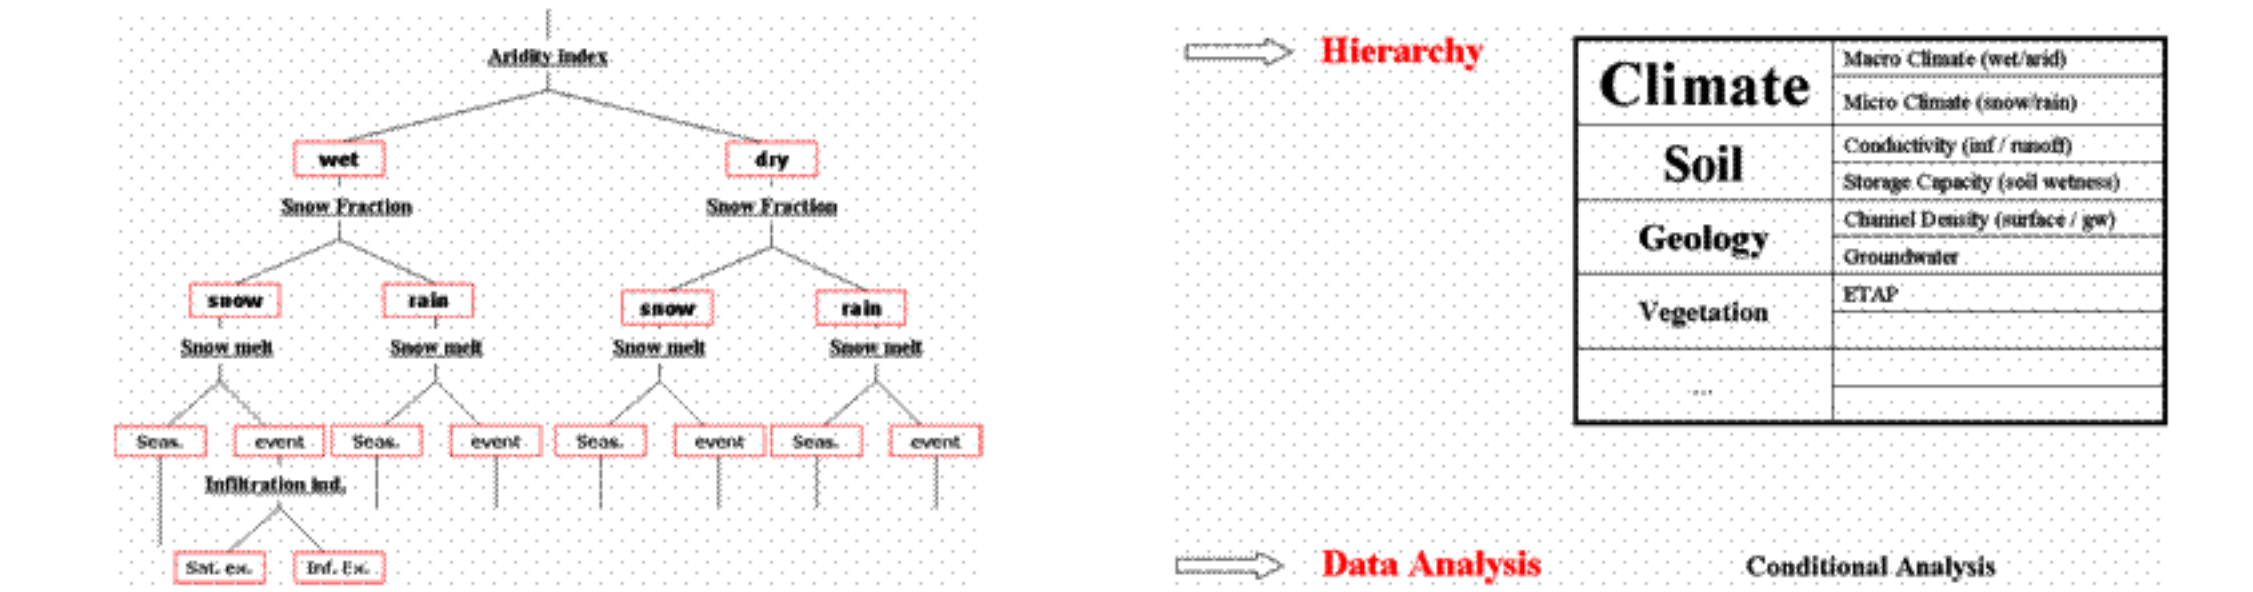 Aridity index
wet
dry
Snow Fraction
Snow Fraction
snow
rain
snow
rain
Snow melt
Snow melt
Snow melt
Snow melt
Seas.
event
Seas.
event
Seas.
event
Seas.
event
Infiltration ind.
Sat. ex.
Inf. Ex.
Hierarchy
Climate
Macro Climate (wet/arid)
Micro Climate (snow/rain)
Soil
Conductivity (inf / runoff)
Storage Capacity (soil wetness)
Geology
Channel Density (surface / gw)
Groundwater
Vegetation
ETAP
...
Data Analysis
Conditional Analysis